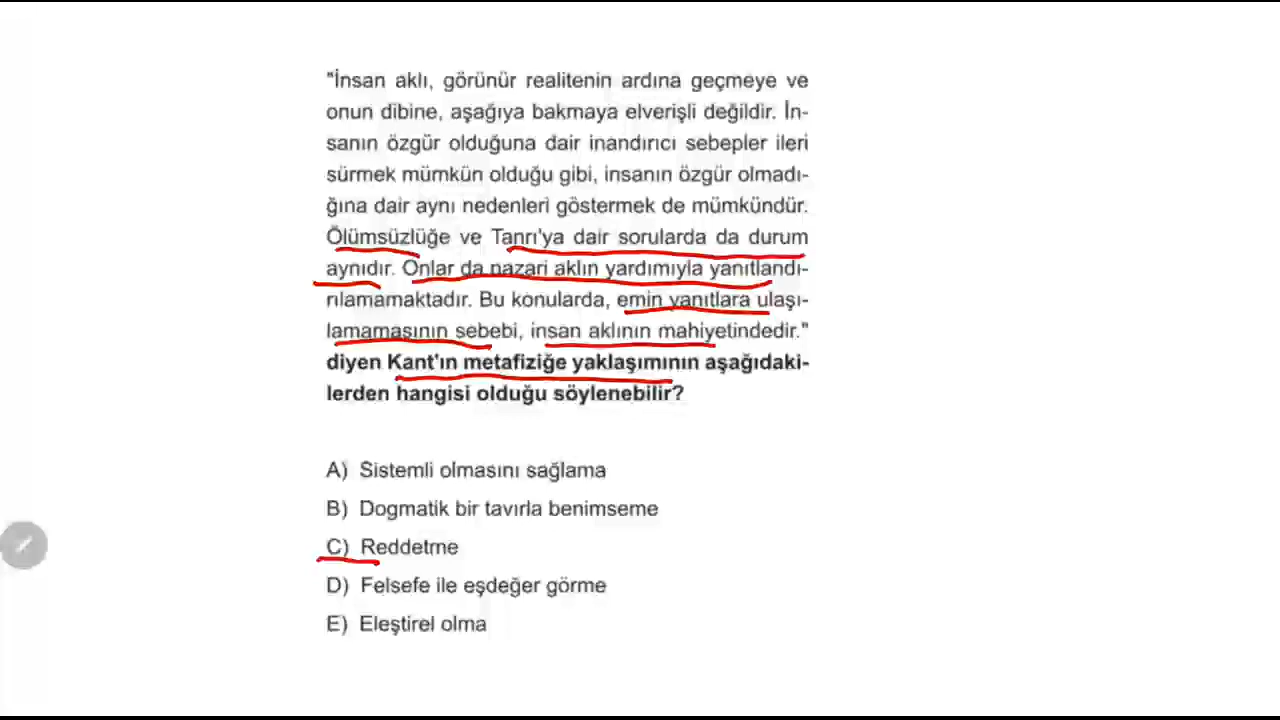 "İnsan aklı, görünür realitenin ardına geçmeye ve
onun dibine, aşağıya bakmaya elverişli değildir. İn-
sanın özgür olduğuna dair inandırıcı sebepler ileri
sürmek mümkün olduğu gibi, insanın özgür olmadı-
ğına dair aynı nedenleri göstermek de mümkündür.
Ölümsüzlüğe ve Tanrı'ya dair sorularda da durum
aynıdır. Onlar da nazari aklın yardımıyla yanıtlandı-
rılamamaktadır. Bu konularda, emin yanıtlara ulaşı-
lamamasının sebebi, insan aklının mahiyetindedir."
diyen Kant'ın metafiziğe yaklaşımının aşağıdaki-
lerden hangisi olduğu söylenebilir?
A) Sistemli olmasını sağlama
B) Dogmatik bir tavırla benimseme
C) Reddetme
D) Felsefe ile eşdeğer görme
E) Eleştirel olma